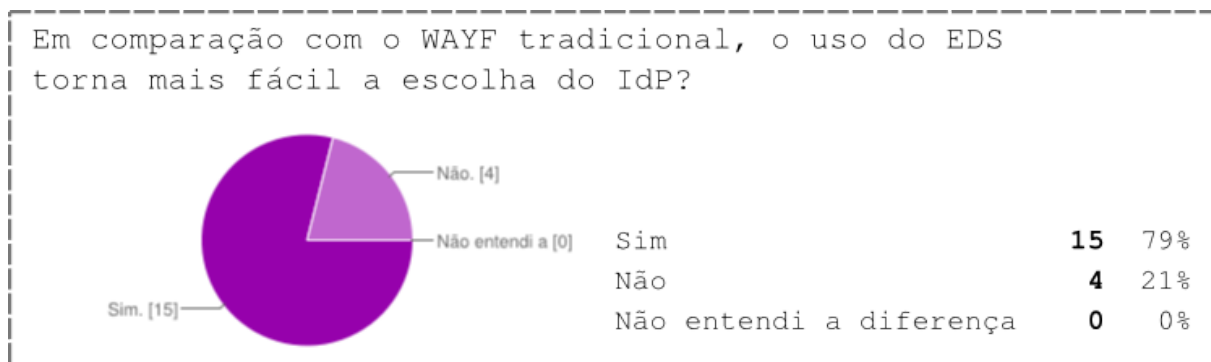 Em comparação com o WAYF tradicional, o uso do EDS
torna mais fácil a escolha do IdP?
Não. [4]
Não entendi a [0]
Sim. [15]
Sim 15 79%
Não 4 21%
Não entendi a diferença 0 0%